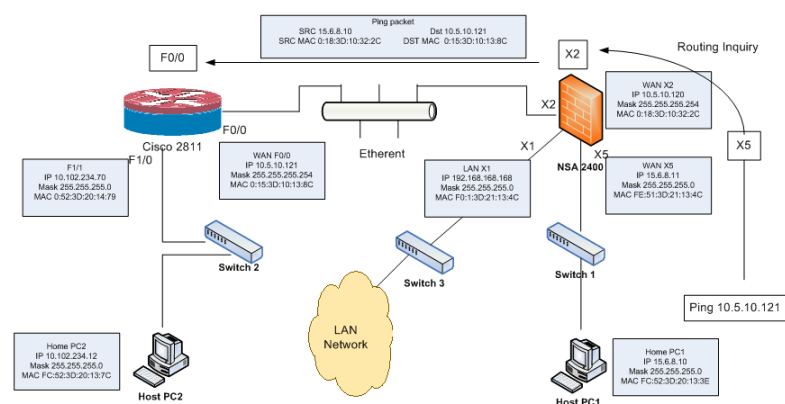 Ping packet
SRC 15.6.8.10 Dst 10.5.10.121
SRC MAC 0:18:3D:10:32:2C DST MAC 0:15:3D:10:13:8C
F0/0
X2
Routing Inquiry
X2
WAN X2
IP 10.5.10.120
Mask 255.255.255.254
MAC 0:18:3D:10:32:2C
F0/0
Cisco 2811
F1/0
Etherent
X1
X5
NSA 2400
X5
F1/1
IP 10.102.234.70
Mask 255.255.255.0
MAC 0:52:3D:20:14:79
WAN F0/0
IP 10.5.10.121
Mask 255.255.255.254
MAC 0:15:3D:10:13:8C
LAN X1
IP 192.168.168.168
Mask 255.255.255.0
MAC F0:1:3D:21:13:4C
WAN X5
IP 15.6.8.11
Mask 255.255.255.0
MAC FE:51:3D:21:13:4C
Switch 2
Switch 3
Switch 1
Ping 10.5.10.121
LAN
Network
Home PC2
IP 10.102.234.12
Mask 255.255.255.0
MAC FC:52:3D:20:13:7C
Host PC2
Home PC1
IP 15.6.8.10
Mask 255.255.255.0
MAC FC:52:3D:20:13:3E
Host PC1